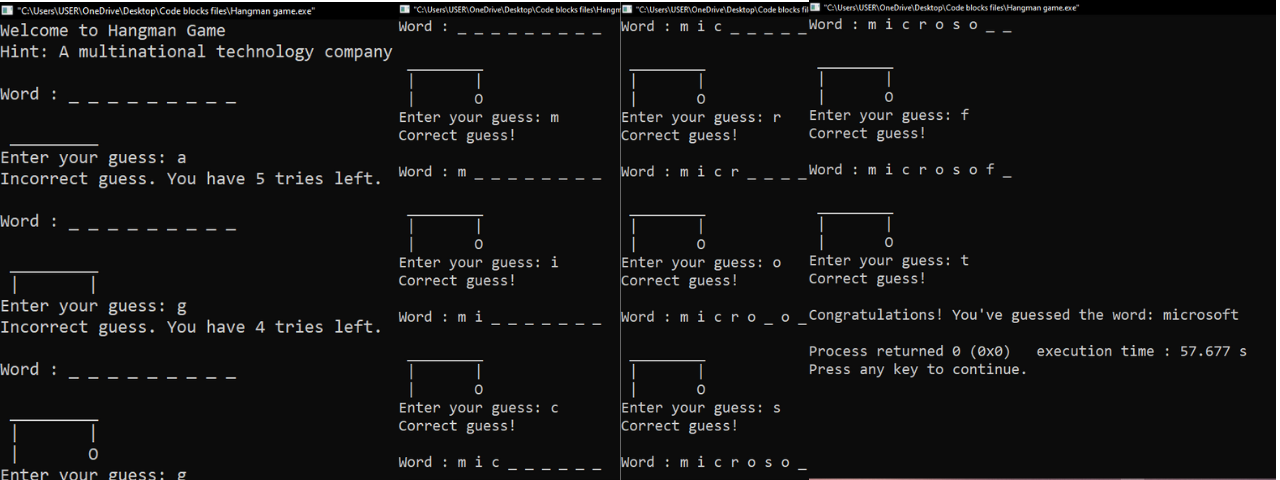 "C:\Users\USER\OneDrive\Desktop\Code blocks files\Hangman game.exe"
Welcome to Hangman Game
Hint: A multinational technology company
Word : _ _ _ _ _ _ _ _ _
Enter your guess: a
Incorrect guess. You have 5 tries left.
Word : _ _ _ _ _ _ _ _ _
Enter your guess: g
Incorrect guess. You have 4 tries left.
Word : _ _ _ _ _ _ _ _ _
O
Enter your guess: g
"C:\Users\USER\OneDrive\Desktop\Code blocks files\Hang
Word : _ _ _ _ _ _ _ _ _
O
Enter your guess: m
Correct guess!
Word : m _ _ _ _ _ _ _ _
O
Enter your guess: i
Correct guess!
Word : m i _ _ _ _ _ _ _
O
Enter your guess: c
Correct guess!
Word : m i c _ _ _ _ _ _
"C:\Users\USER\OneDrive\Desktop\Code blocks fil
Word : m i c _ _ _ _ _
O
Enter your guess: r
Correct guess!
Word : m i c r _ _ _ _
O
Enter your guess: o
Correct guess!
Word : m i c r o _ o _
O
Enter your guess: s
Correct guess!
Word : m i c r o s o _
"C:\Users\USER\OneDrive\Desktop\Code blocks files\Hangman game.exe"
Word : m i c r o s o _ _
O
Enter your guess: f
Correct guess!
Word : m i c r o s o f _
O
Enter your guess: t
Correct guess!
Congratulations! You've guessed the word: microsoft
Process returned 0 (0x0) execution time : 57.677 s
Press any key to continue.